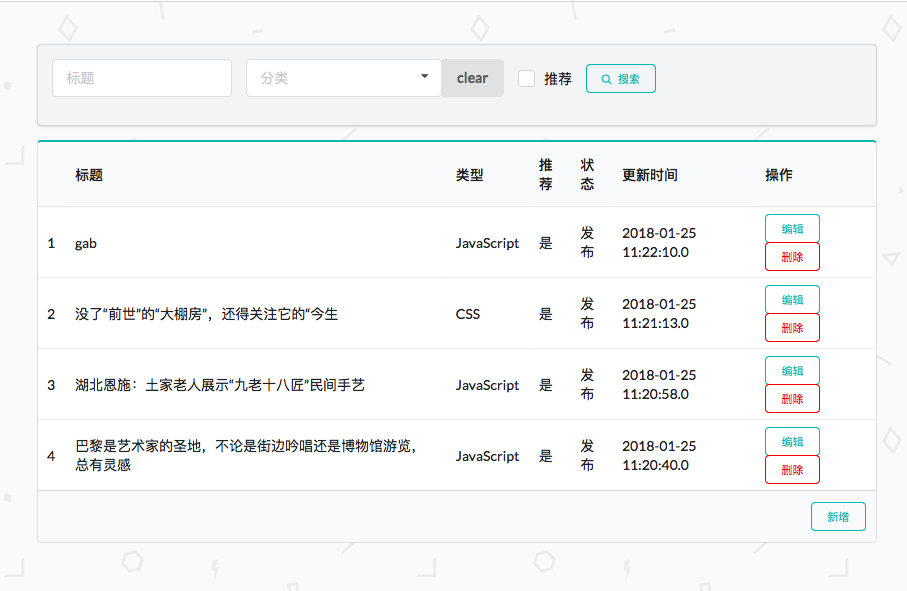 标题 分类 clear 推荐 搜索
标题 类型 推荐 状态 更新时间 操作
1 gab JavaScript 是 发布 2018-01-25 11:22:10.0 编辑 删除
2 没了“前世”的“大棚房”，还得关注它的“今生 CSS 是 发布 2018-01-25 11:21:13.0 编辑 删除
3 湖北恩施：土家老人展示“九老十八匠”民间手艺 JavaScript 是 发布 2018-01-25 11:20:58.0 编辑 删除
4 巴黎是艺术家的圣地，不论是街边吟唱还是博物馆游览，总有灵感 JavaScript 是 发布 2018-01-25 11:20:40.0 编辑 删除
新增